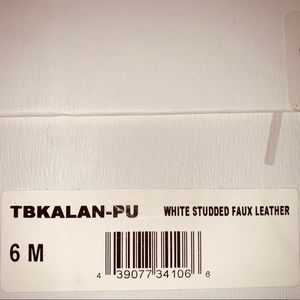 TBKALAN-PU WHITE STUDDED FAUX LEATHER
6 M
4 39077 34106 6